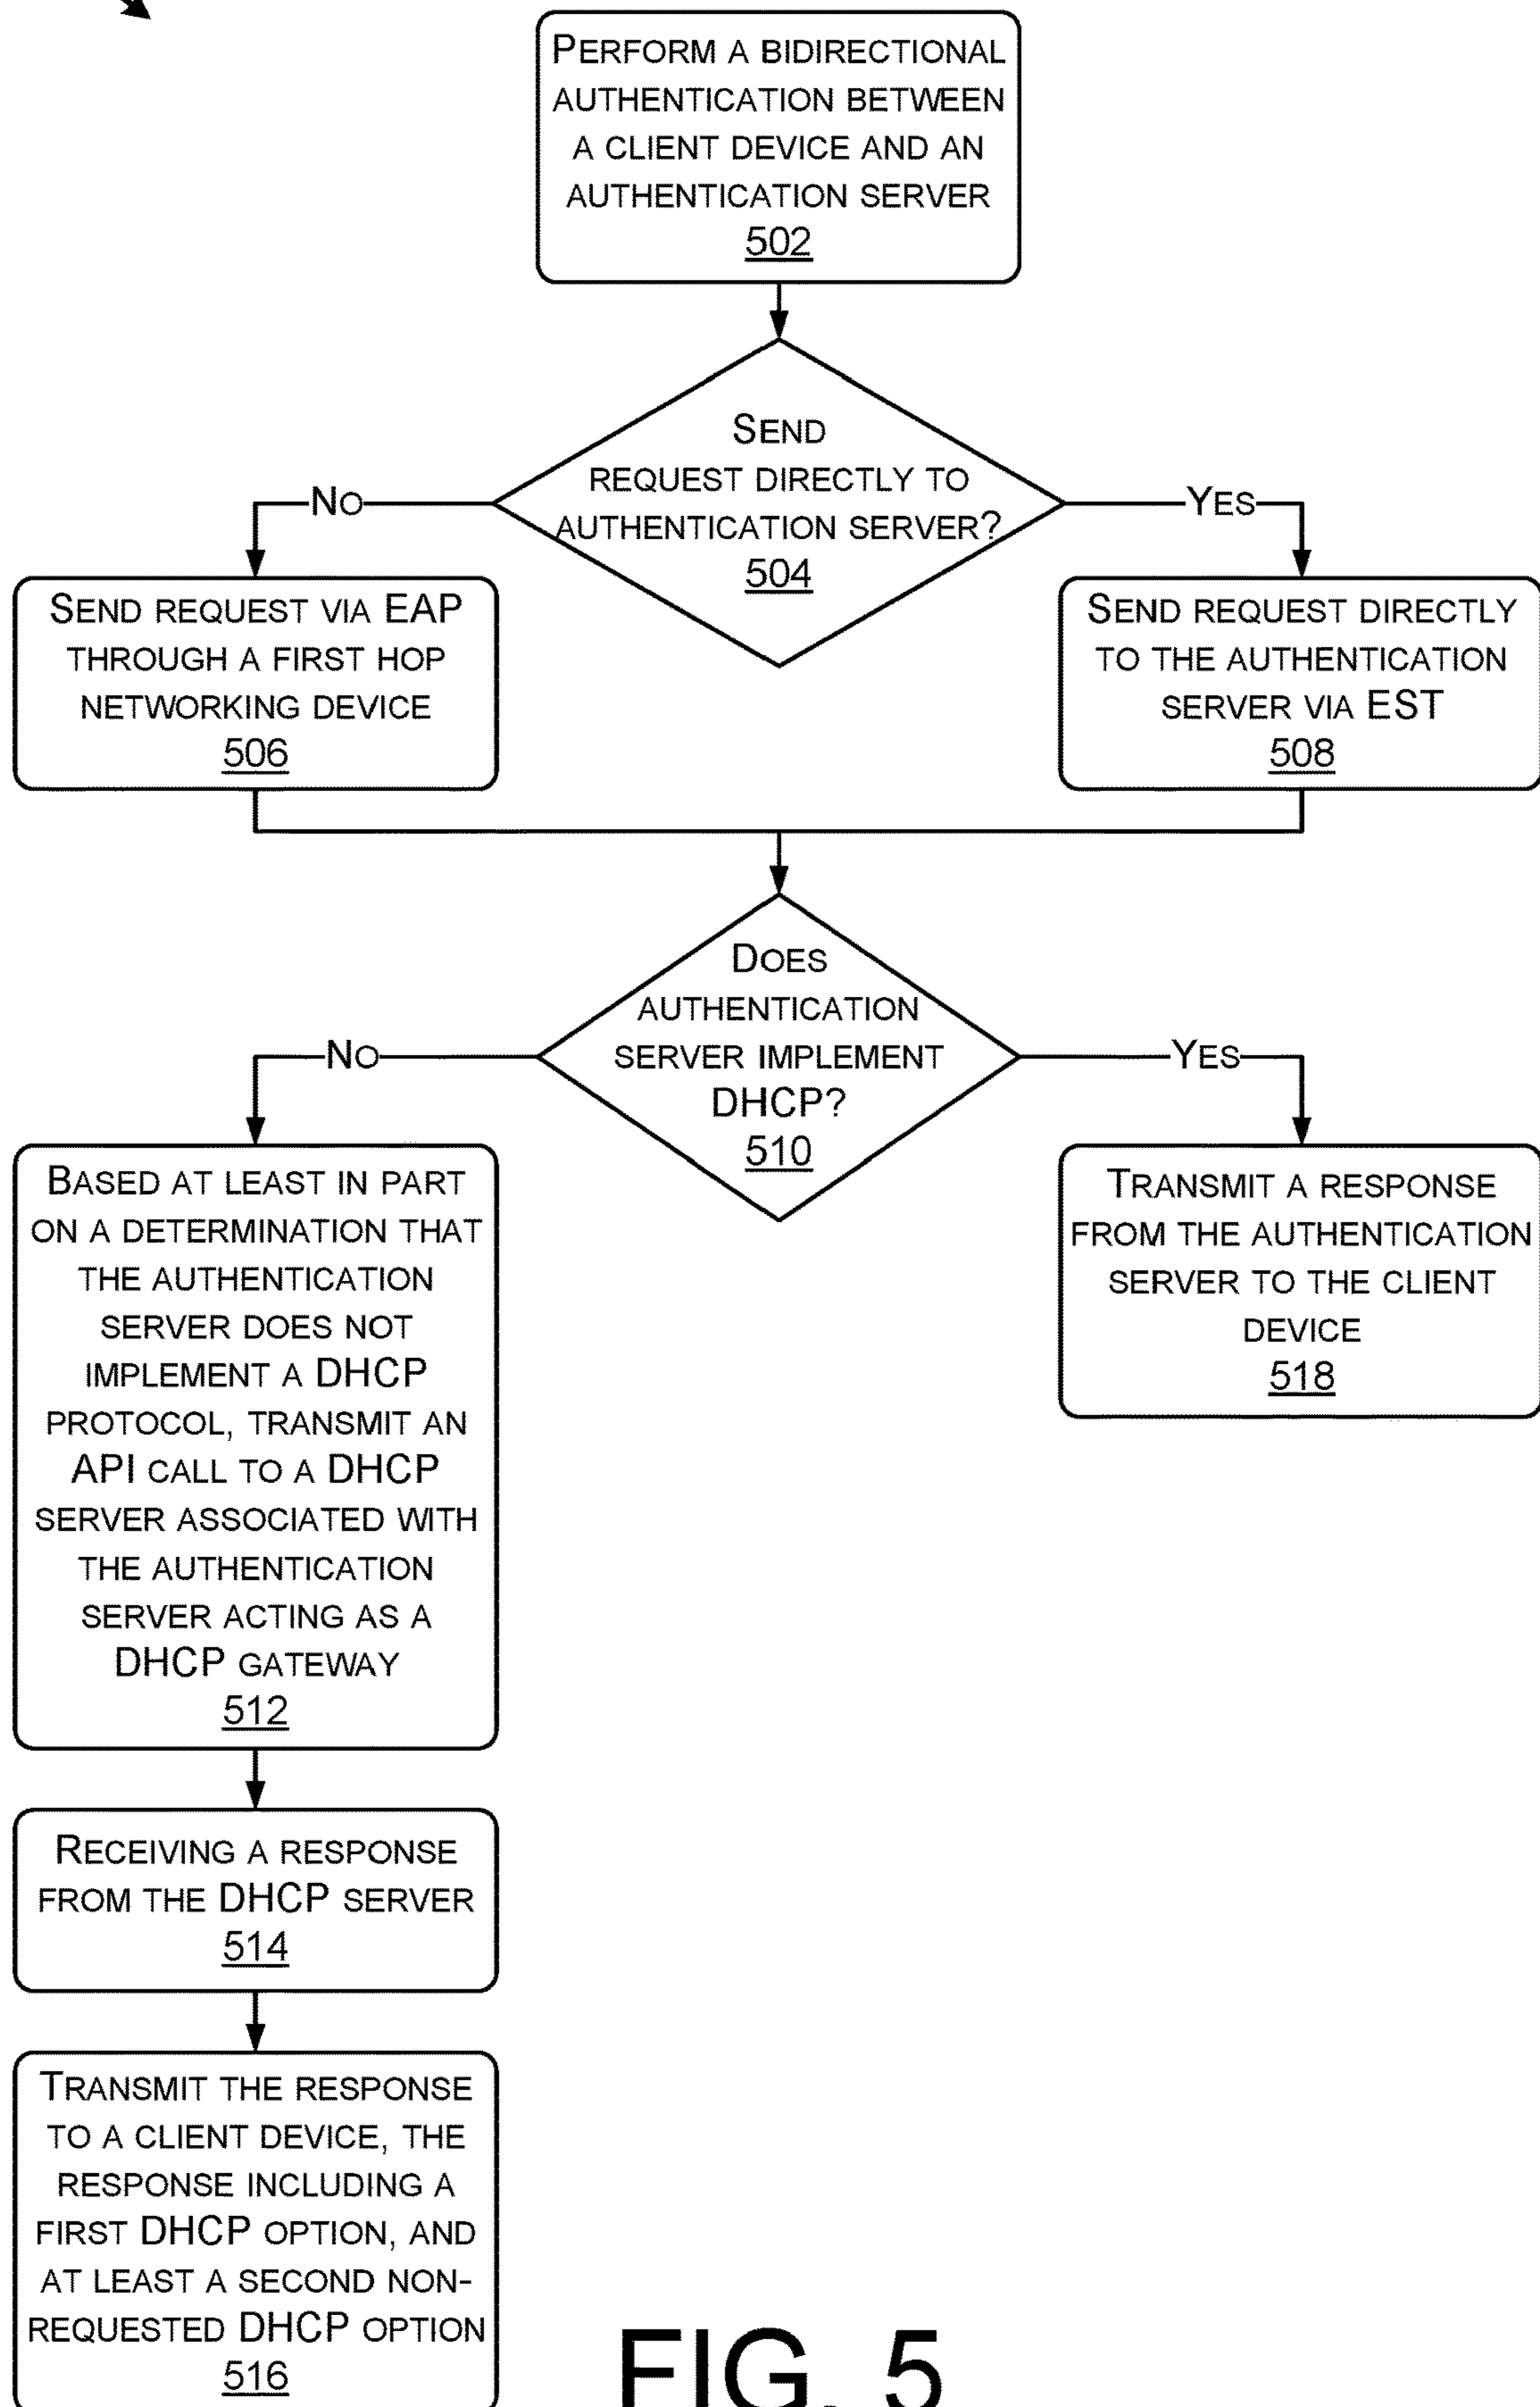 PERFORM A BIDIRECTIONAL
AUTHENTICATION BETWEEN
A CLIENT DEVICE AND AN
AUTHENTICATION SERVER
502
SEND
REQUEST DIRECTLY TO
AUTHENTICATION SERVER?
504
NO
YES
SEND REQUEST VIA EAP
THROUGH A FIRST HOP
NETWORKING DEVICE
506
SEND REQUEST DIRECTLY
TO THE AUTHENTICATION
SERVER VIA EST
508
DOES
AUTHENTICATION
SERVER IMPLEMENT
DHCP?
510
NO
YES
BASED AT LEAST IN PART
ON A DETERMINATION THAT
THE AUTHENTICATION
SERVER DOES NOT
IMPLEMENT A DHCP
PROTOCOL, TRANSMIT AN
API CALL TO A DHCP
SERVER ASSOCIATED WITH
THE AUTHENTICATION
SERVER ACTING AS A
DHCP GATEWAY
512
TRANSMIT A RESPONSE
FROM THE AUTHENTICATION
SERVER TO THE CLIENT
DEVICE
518
RECEIVING A RESPONSE
FROM THE DHCP SERVER
514
TRANSMIT THE RESPONSE
TO A CLIENT DEVICE, THE
RESPONSE INCLUDING A
FIRST DHCP OPTION, AND
AT LEAST A SECOND NON-
REQUESTED DHCP OPTION
516
FIG. 5